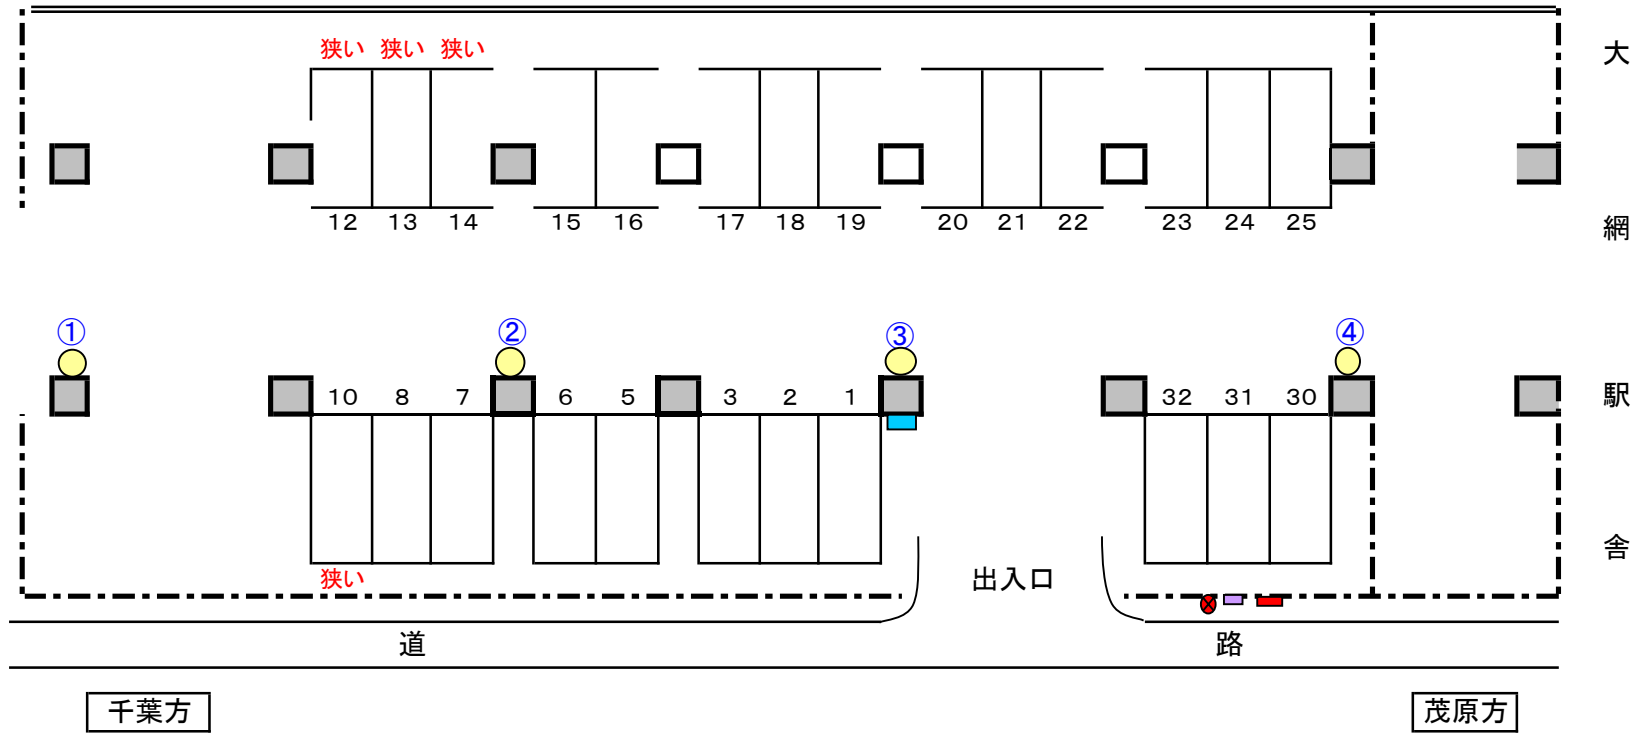 狭い 狭い 狭い
大
12 13 14 15 16 17 18 19 20 21 22 23 24 25
網
① ② ③ ④
10 8 7 6 5 3 2 1 32 31 30
駅
舎
狭い
出入口
道 路
千葉方 茂原方